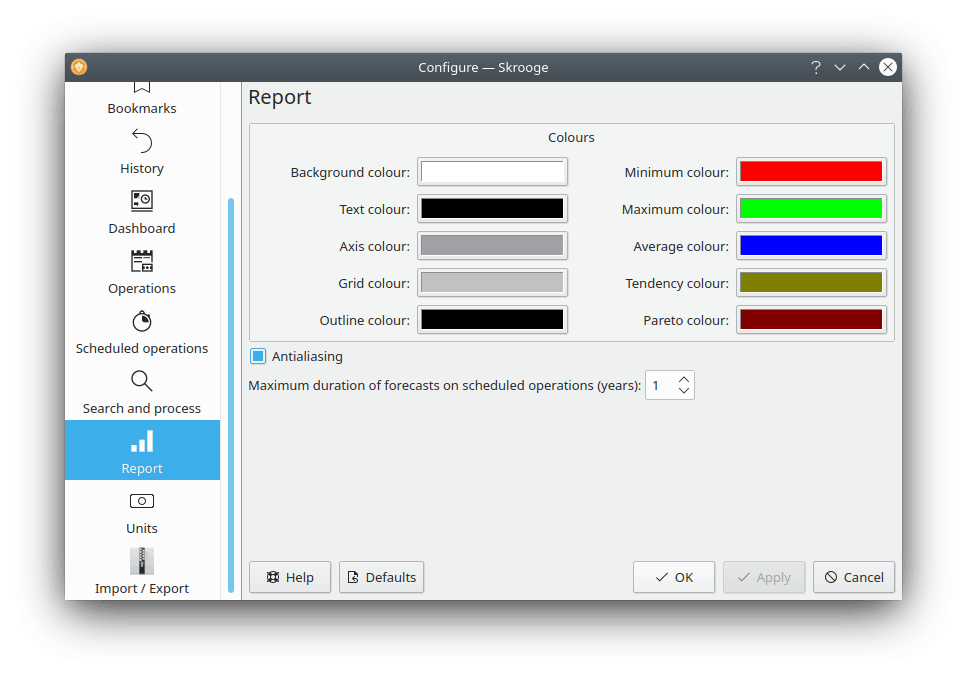 Configure — Skrooge
Bookmarks
History
Dashboard
Operations
Scheduled operations
Search and process
Report
Units
Import / Export
Report
Colours
Background colour:
Minimum colour:
Text colour:
Maximum colour:
Axis colour:
Average colour:
Grid colour:
Tendency colour:
Outline colour:
Pareto colour:
Antialiasing
Maximum duration of forecasts on scheduled operations (years): 1
Help
Defaults
OK
Apply
Cancel